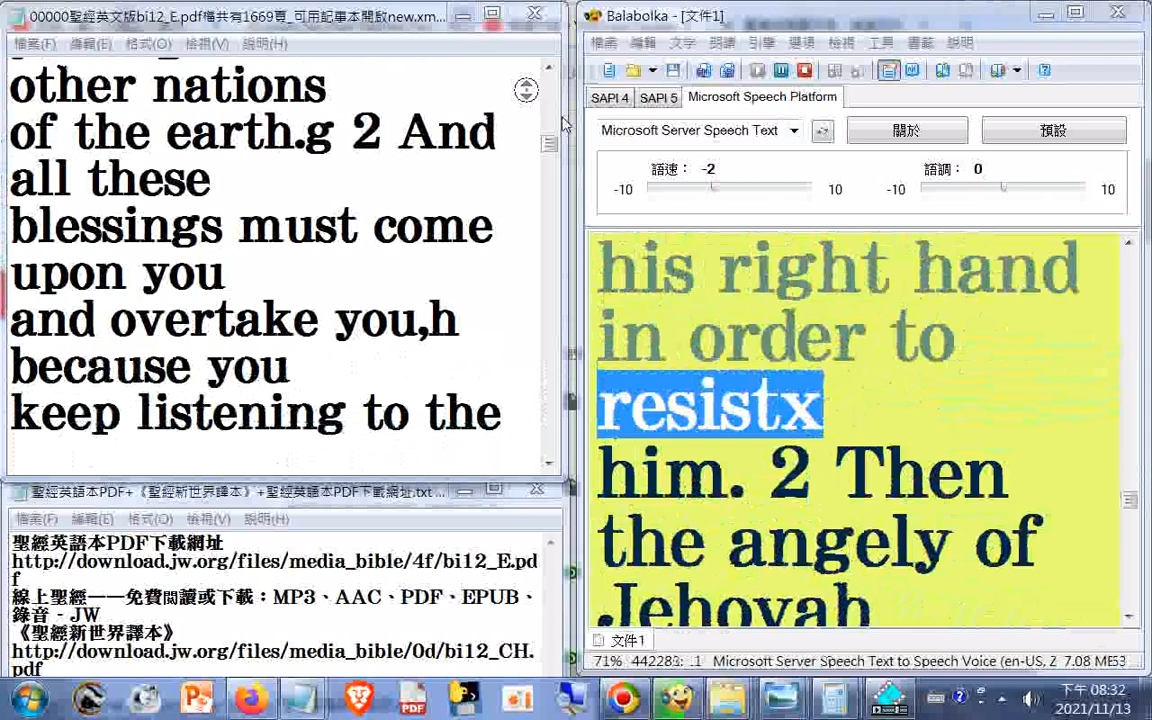 00000聖經英文版bi12_E.pdf檔共有1669頁_可用記事本開啟new.xm...
檔案(F) 編輯(E) 格式(O) 檢視(V) 說明(H)
other nations
of the earth.g 2 And
all these
blessings must come
upon you
and overtake you,h
because you
keep listening to the
聖經英語本PDF+《聖經新世界譯本》+聖經英語本PDF下載網址.txt ...
檔案(F) 編輯(E) 格式(O) 檢視(V) 說明(H)
聖經英語本PDF下載網址
http://download.jw.org/files/media_bible/4f/bi12_E.pd
f
線上聖經——免費閱讀或下載：MP3、AAC、PDF、EPUB、
錄音 - JW
《聖經新世界譯本》
http://download.jw.org/files/media_bible/0d/bi12_CH.
pdf
Balabolka - [文件1]
檔案 編輯 文字 朗讀 引擎 選項 檢視 工具 書籤 說明
SAPI 4 SAPI 5 Microsoft Speech Platform
Microsoft Server Speech Text 關於 預設
語速： -2 語調： 0
-10 10 -10 10
his right hand
in order to
resistx
him. 2 Then
the angely of
Jehovah
文件1
71% Microsoft Server Speech Text to Speech Voice (en-US, Z 7.08 ME
PDF
下午 08:32
2021/11/13